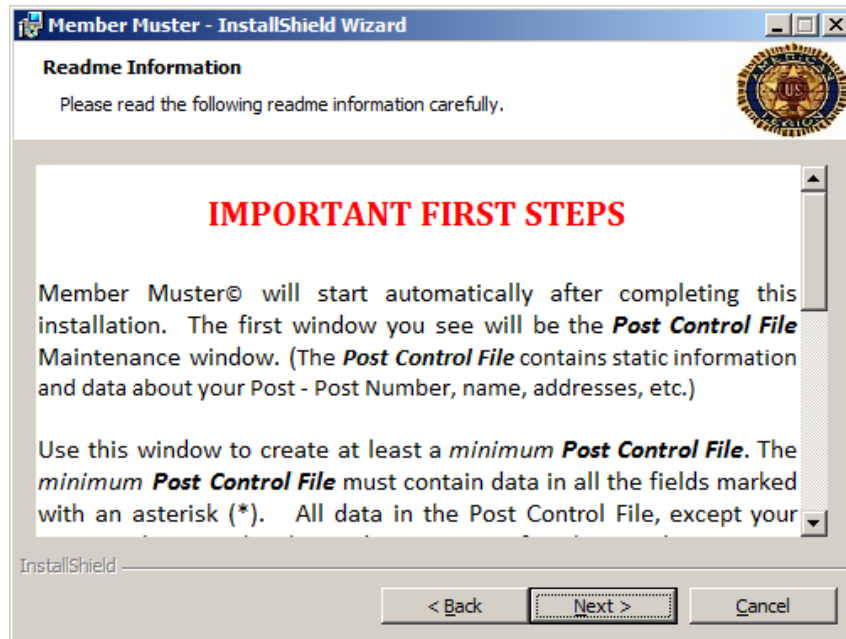 Member Muster - InstallShield Wizard
Readme Information
Please read the following readme information carefully.
AMERICAN
US
LEGION
IMPORTANT FIRST STEPS
Member Muster© will start automatically after completing this
installation. The first window you see will be the Post Control File
Maintenance window. (The Post Control File contains static information
and data about your Post - Post Number, name, addresses, etc.)
Use this window to create at least a minimum Post Control File. The
minimum Post Control File must contain data in all the fields marked
with an asterisk (*). All data in the Post Control File, except your
InstallShield
< Back
Next >
Cancel